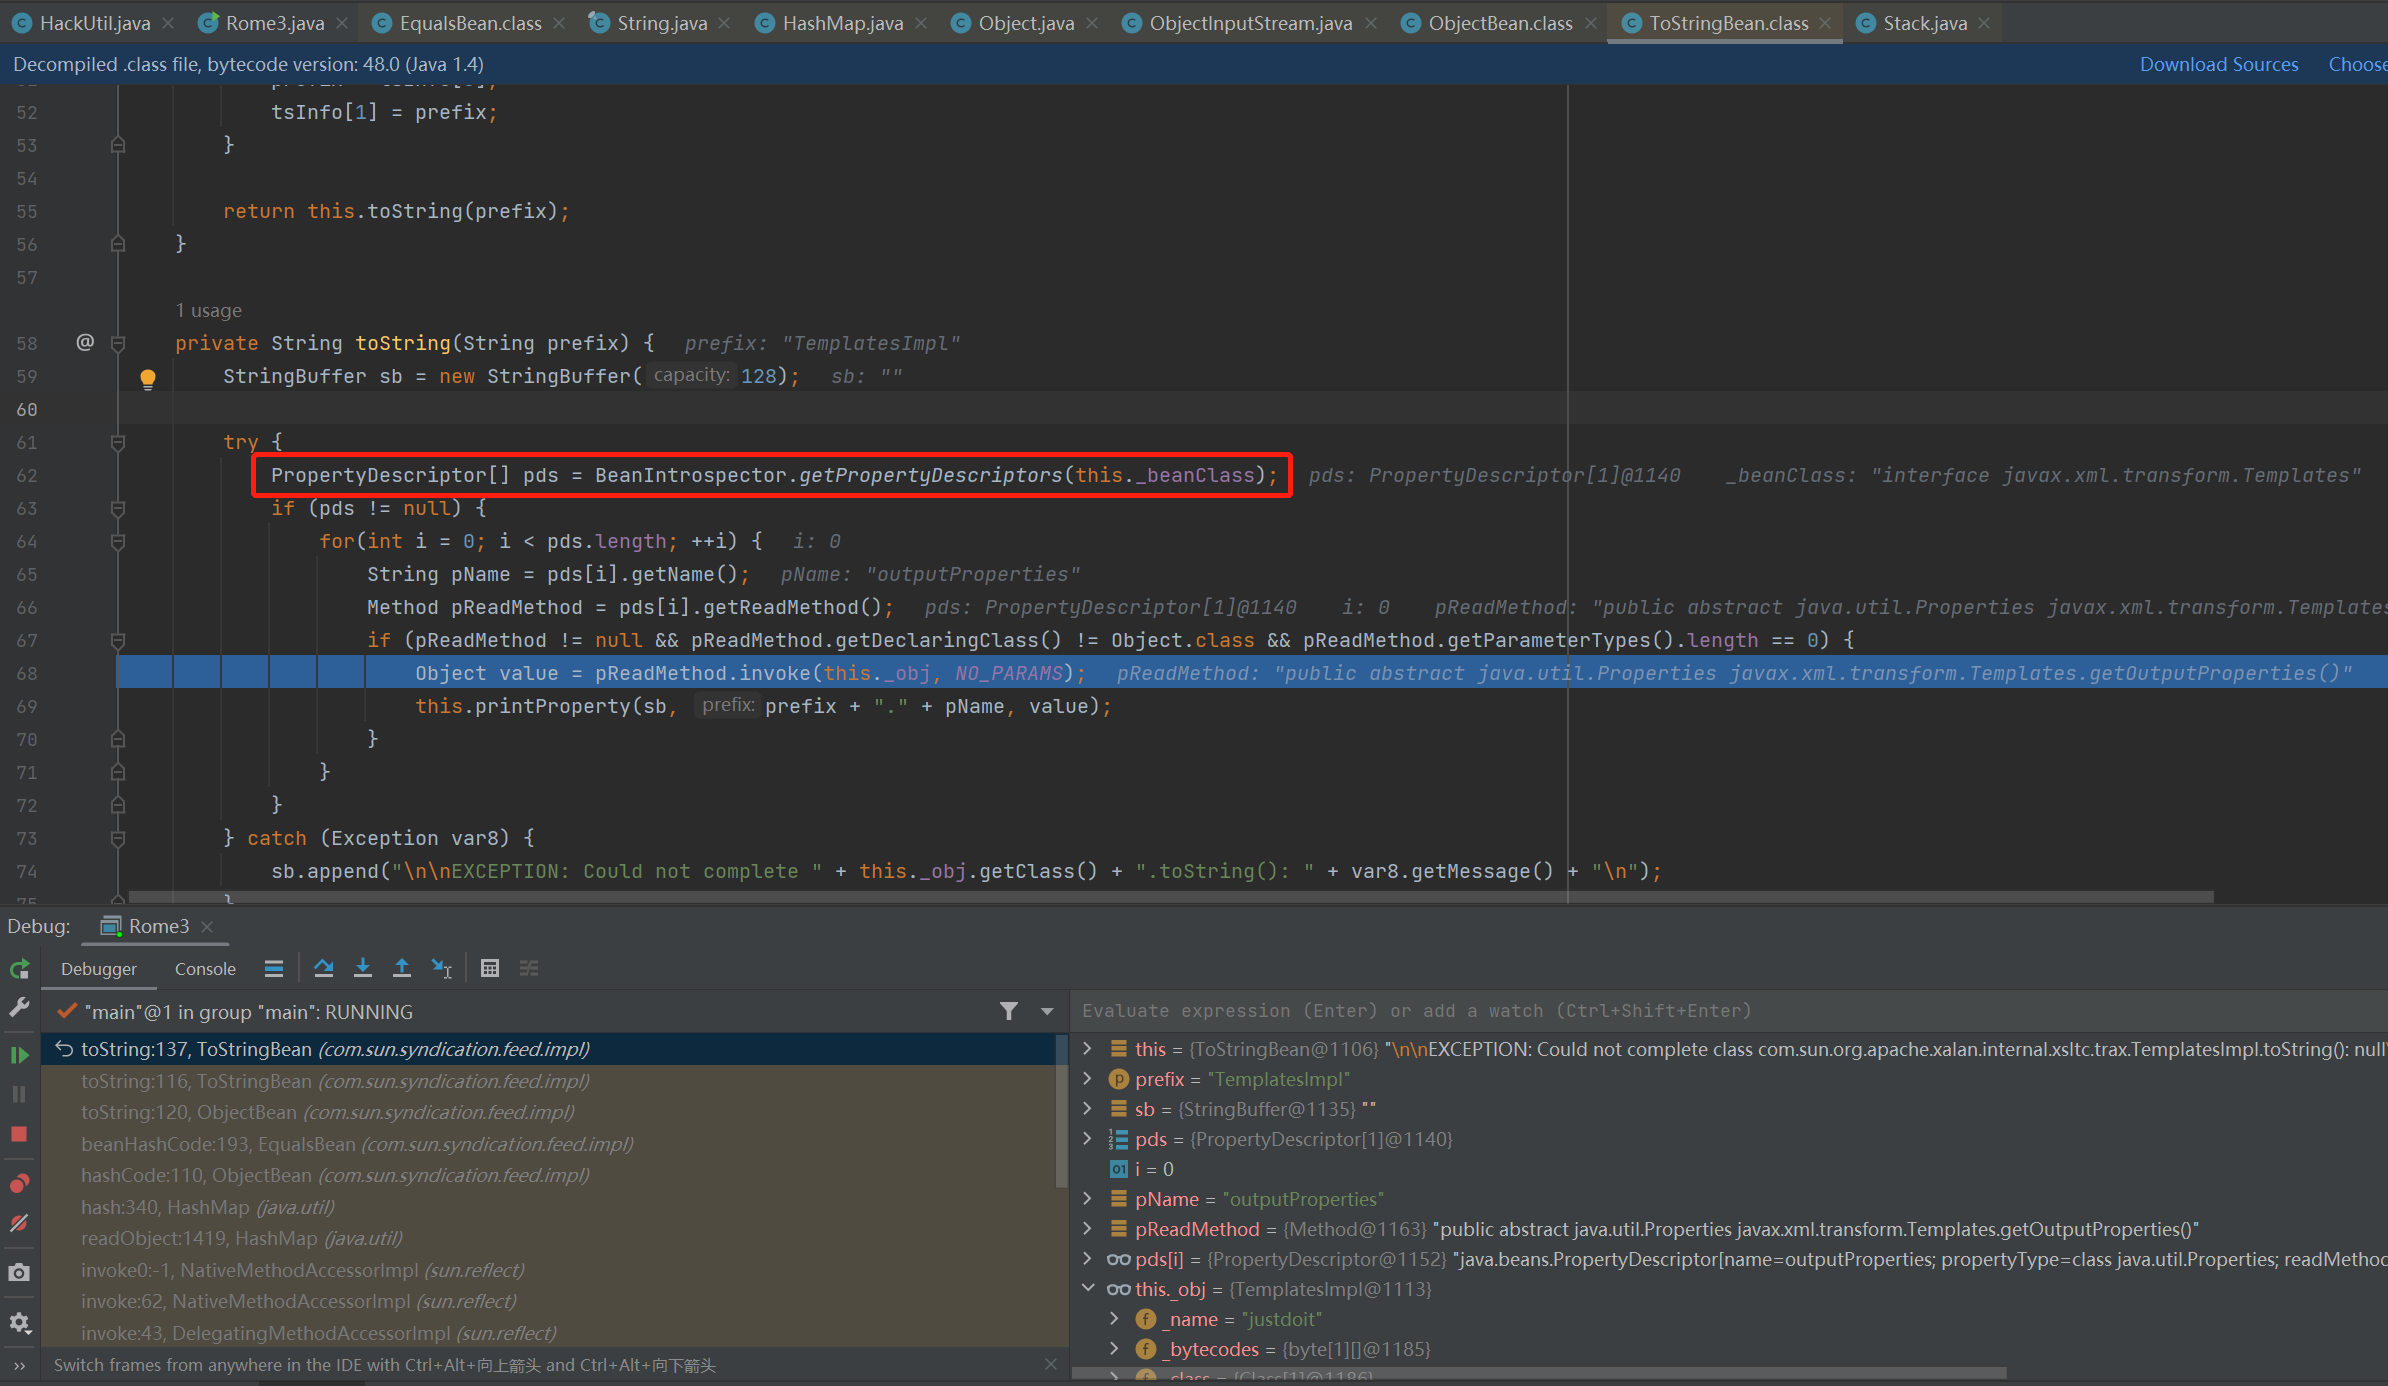 HackUtil.java Rome3.java EqualsBean.class String.java HashMap.java Object.java ObjectInputStream.java ObjectBean.class ToStringBean.class Stack.java
Decompiled .class file, bytecode version: 48.0 (Java 1.4) Download Sources Choose
52 tsInfo[1] = prefix;
53 }
54
55 return this.toString(prefix);
56 }
57
1 usage
58 @ private String toString(String prefix) { prefix: "TemplatesImpl"
59 StringBuffer sb = new StringBuffer( capacity: 128); sb: ""
60
61 try {
62 PropertyDescriptor[] pds = BeanIntrospector.getPropertyDescriptors(this._beanClass); pds: PropertyDescriptor[1]@1140 _beanClass: "interface javax.xml.transform.Templates"
63 if (pds != null) {
64 for(int i = 0; i < pds.length; ++i) { i: 0
65 String pName = pds[i].getName(); pName: "outputProperties"
66 Method pReadMethod = pds[i].getReadMethod(); pds: PropertyDescriptor[1]@1140 i: 0 pReadMethod: "public abstract java.util.Properties javax.xml.transform.Templates
67 if (pReadMethod != null && pReadMethod.getDeclaringClass() != Object.class && pReadMethod.getParameterTypes().length == 0) {
68 Object value = pReadMethod.invoke(this._obj, NO_PARAMS); pReadMethod: "public abstract java.util.Properties javax.xml.transform.Templates.getOutputProperties()"
69 this.printProperty(sb, prefix: prefix + "." + pName, value);
70 }
71 }
72 }
73 } catch (Exception var8) {
74 sb.append("\n\nEXCEPTION: Could not complete " + this._obj.getClass() + ".toString(): " + var8.getMessage() + "\n");
Debug: Rome3
Debugger Console
"main"@1 in group "main": RUNNING
toString:137, ToStringBean (com.sun.syndication.feed.impl)
toString:116, ToStringBean (com.sun.syndication.feed.impl)
toString:120, ObjectBean (com.sun.syndication.feed.impl)
beanHashCode:193, EqualsBean (com.sun.syndication.feed.impl)
hashCode:110, ObjectBean (com.sun.syndication.feed.impl)
hash:340, HashMap (java.util)
readObject:1419, HashMap (java.util)
invoke0:-1, NativeMethodAccessorImpl (sun.reflect)
invoke:62, NativeMethodAccessorImpl (sun.reflect)
invoke:43, DelegatingMethodAccessorImpl (sun.reflect)
Switch frames from anywhere in the IDE with Ctrl+Alt+向上箭头 and Ctrl+Alt+向下箭头
Evaluate expression (Enter) or add a watch (Ctrl+Shift+Enter)
this = {ToStringBean@1106} "\n\nEXCEPTION: Could not complete class com.sun.org.apache.xalan.internal.xsltc.trax.TemplatesImpl.toString(): null
prefix = "TemplatesImpl"
sb = {StringBuffer@1135} ""
pds = {PropertyDescriptor[1]@1140}
i = 0
pName = "outputProperties"
pReadMethod = {Method@1163} "public abstract java.util.Properties javax.xml.transform.Templates.getOutputProperties()"
pds[i] = {PropertyDescriptor@1152} "java.beans.PropertyDescriptor[name=outputProperties; propertyType=class java.util.Properties; readMethod
this._obj = {TemplatesImpl@1113}
_name = "justdoit"
_bytecodes = {byte[1][]@1185}
_class = {Class[1]@1186}